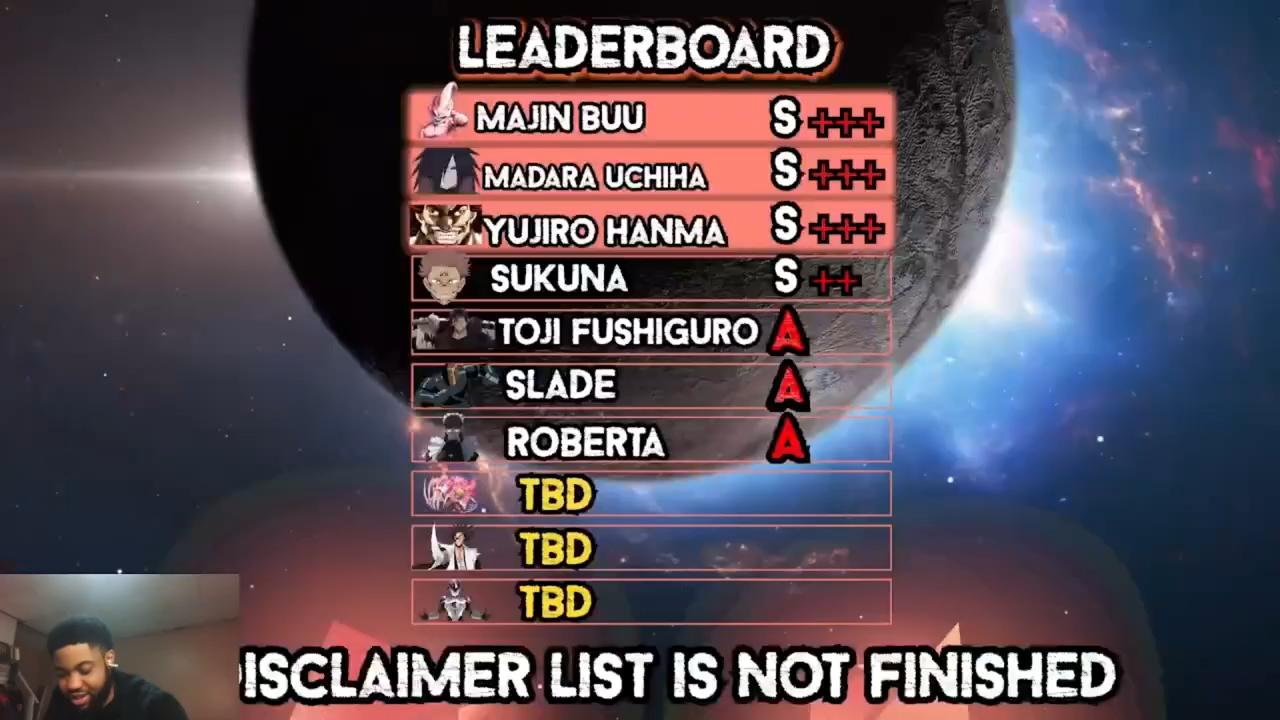 LEADERBOARD
MAJIN BUU S +++
MADARA UCHIHA S +++
YUJIRO HANMA S +++
SUKUNA S ++
TOJI FUSHIGURO A
SLADE A
ROBERTA A
TBD
TBD
TBD
DISCLAIMER LIST IS NOT FINISHED